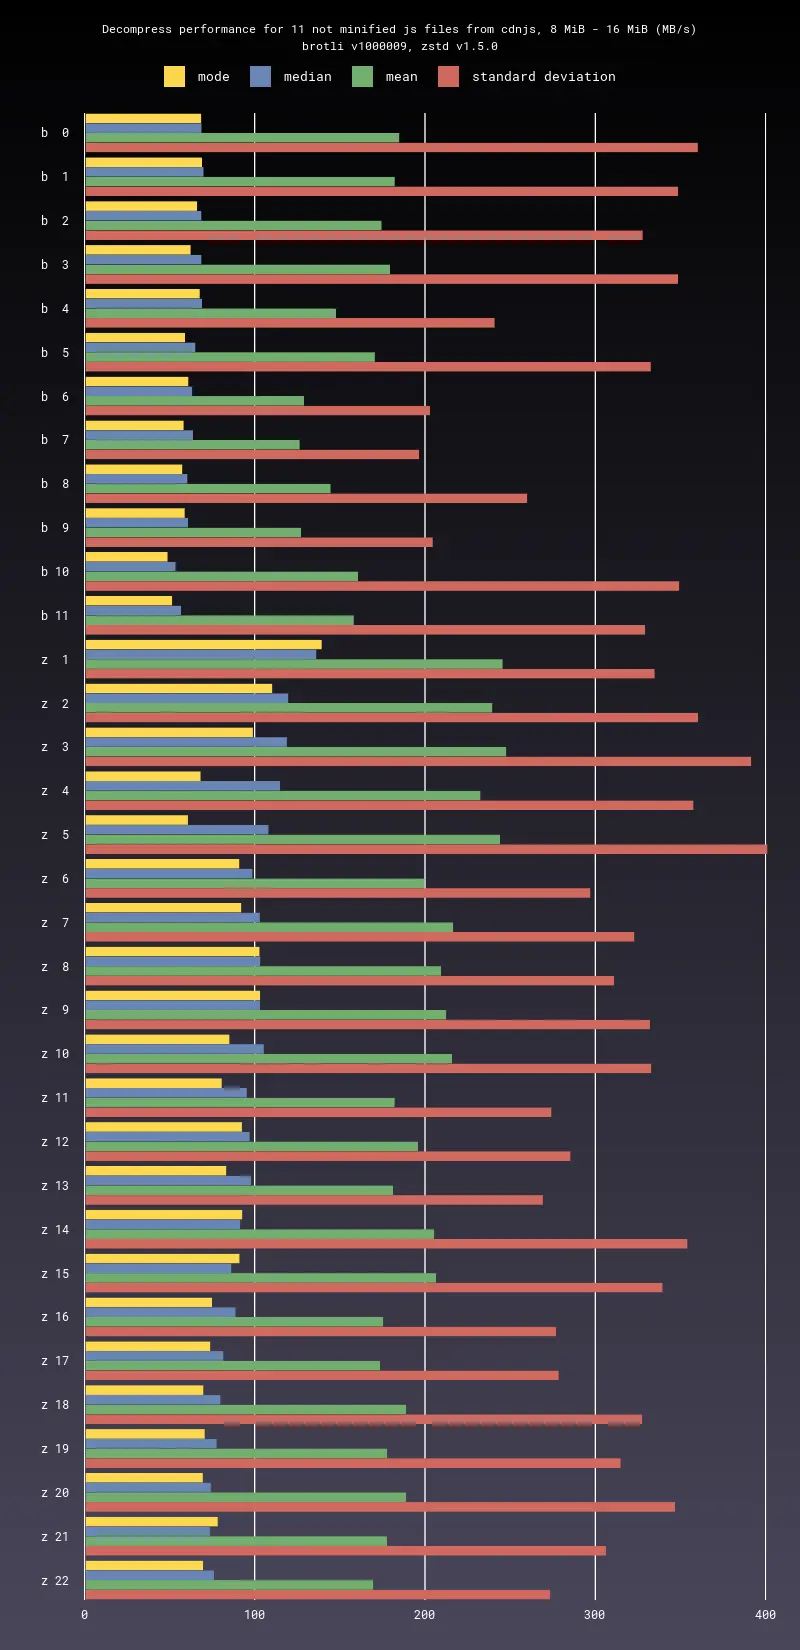 Decompress performance for 11 not minified js files from cdnjs, 8 MiB - 16 MiB (MB/s)
brotli v1000009, zstd v1.5.0
mode median mean standard deviation
b 0
b 1
b 2
b 3
b 4
b 5
b 6
b 7
b 8
b 9
b 10
b 11
z 1
z 2
z 3
z 4
z 5
z 6
z 7
z 8
z 9
z 10
z 11
z 12
z 13
z 14
z 15
z 16
z 17
z 18
z 19
z 20
z 21
z 22
0 100 200 300 400